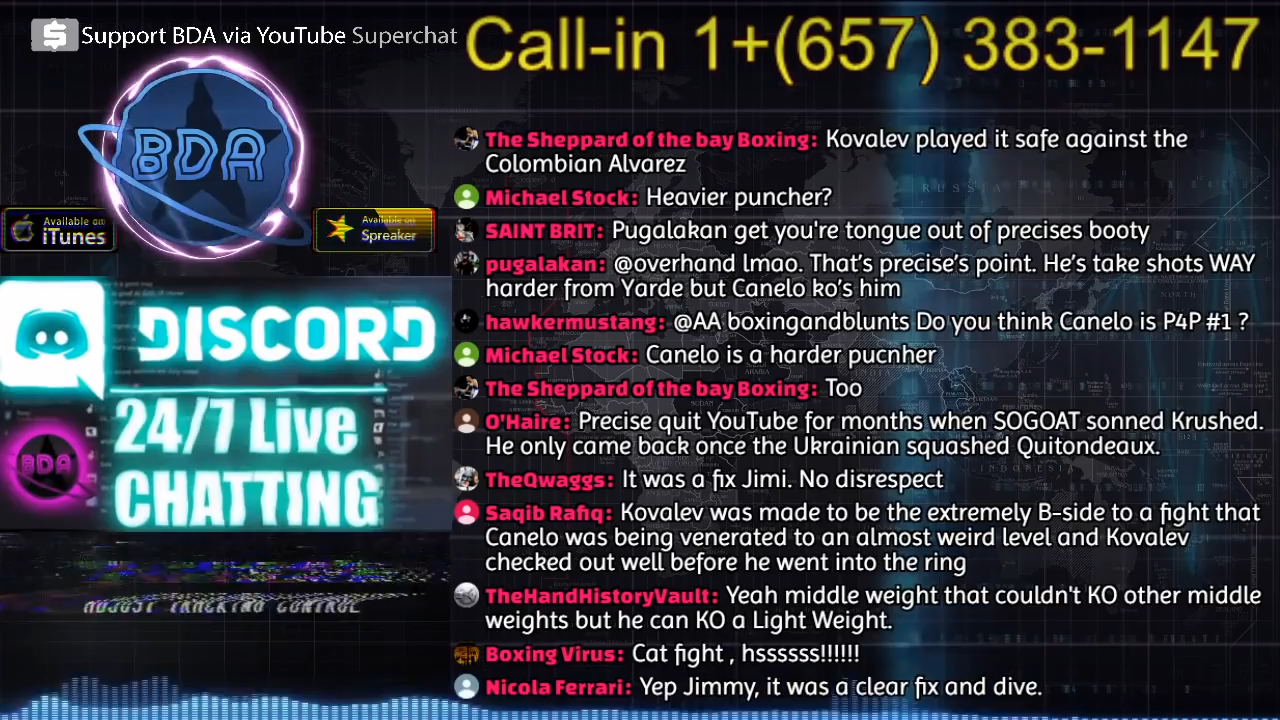 Support BDA via YouTube Superchat
Call-in 1+(657) 383-1147
BDA
Available on
iTunes
Available on
Spreaker
DISCORD
24/7 Live
CHATTING
BDA
ADJUST TRACKING CONTROL
The Sheppard of the bay Boxing: Kovalev played it safe against the
Colombian Alvarez
Michael Stock: Heavier puncher?
SAINT BRIT: Pugalakan get you're tongue out of precises booty
pugalakan: @overhand lmao. That's precise's point. He's take shots WAY
harder from Yarde but Canelo ko's him
hawkermustang: @AA boxingandblunts Do you think Canelo is P4P #1 ?
Michael Stock: Canelo is a harder pucnher
The Sheppard of the bay Boxing: Too
O'Haire: Precise quit YouTube for months when SOGOAT sonned Krushed.
He only came back once the Ukrainian squashed Quitondeaux.
TheQwaggs: It was a fix Jimi. No disrespect
Saqib Rafiq: Kovalev was made to be the extremely B-side to a fight that
Canelo was being venerated to an almost weird level and Kovalev
checked out well before he went into the ring
TheHandHistoryVault: Yeah middle weight that couldn't KO other middle
weights but he can KO a Light Weight.
Boxing Virus: Cat fight , hssssss!!!!!!
Nicola Ferrari: Yep Jimmy, it was a clear fix and dive.
RUSSIA
INDONESIA